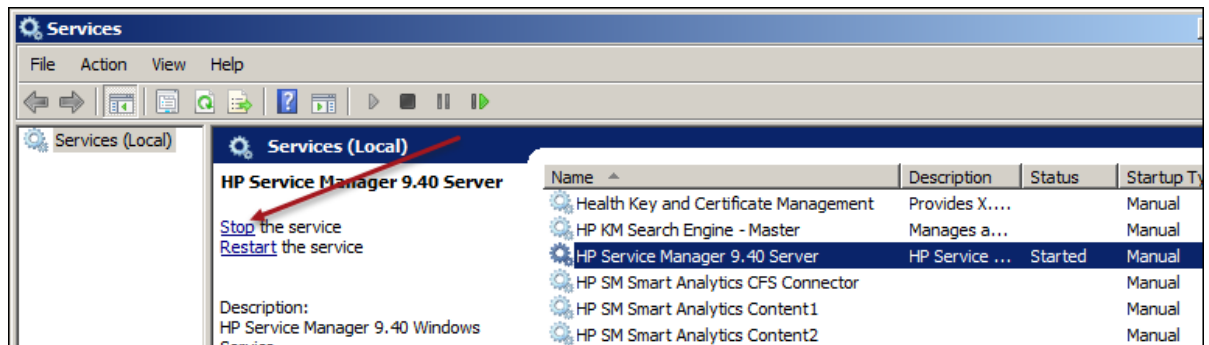 Services
File Action View Help
Services (Local)
Services (Local)
HP Service Manager 9.40 Server
Stop the service
Restart the service
Description:
HP Service Manager 9.40 Windows
Name Description Status Startup Ty
Health Key and Certificate Management Provides X.... Manual
HP KM Search Engine - Master Manages a... Manual
HP Service Manager 9.40 Server HP Service ... Started Manual
HP SM Smart Analytics CFS Connector Manual
HP SM Smart Analytics Content1 Manual
HP SM Smart Analytics Content2 Manual